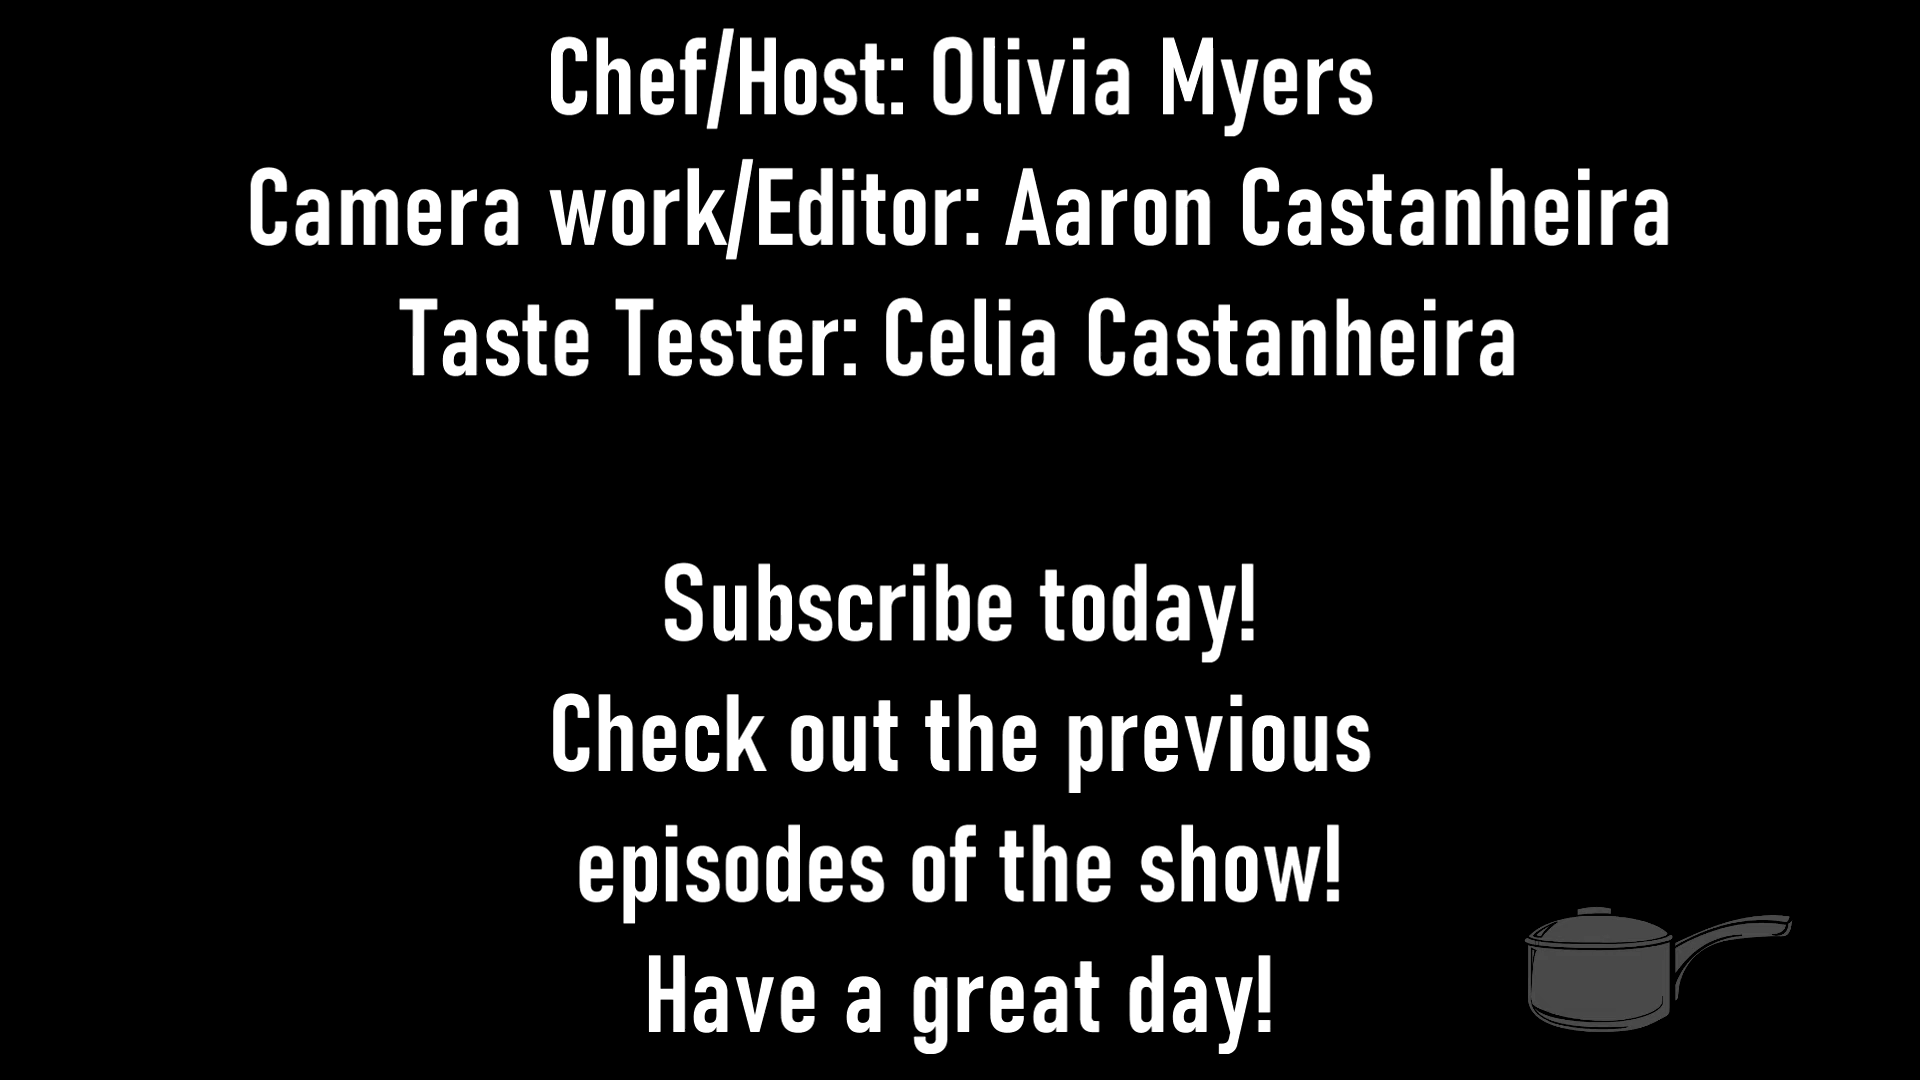 Chef/Host: Olivia Myers
Camera work/Editor: Aaron Castanheira
Taste Tester: Celia Castanheira
Subscribe today!
Check out the previous
episodes of the show!
Have a great day!